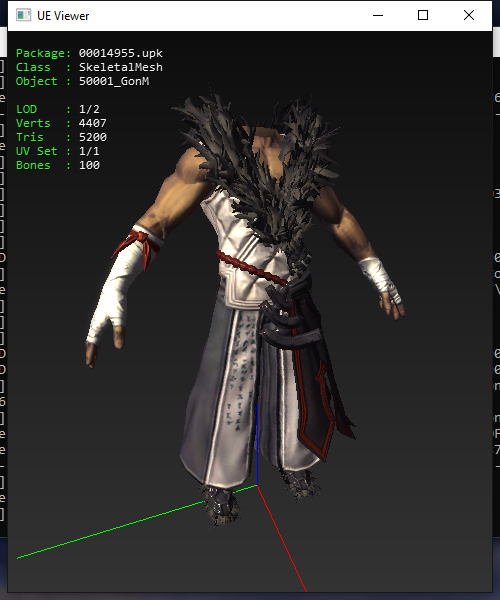 UE Viewer
Package: 00014955.upk
Class : SkeletalMesh
Object : 50001_GonM
LOD : 1/2
Verts : 4407
Tris : 5200
UV Set : 1/1
Bones : 100